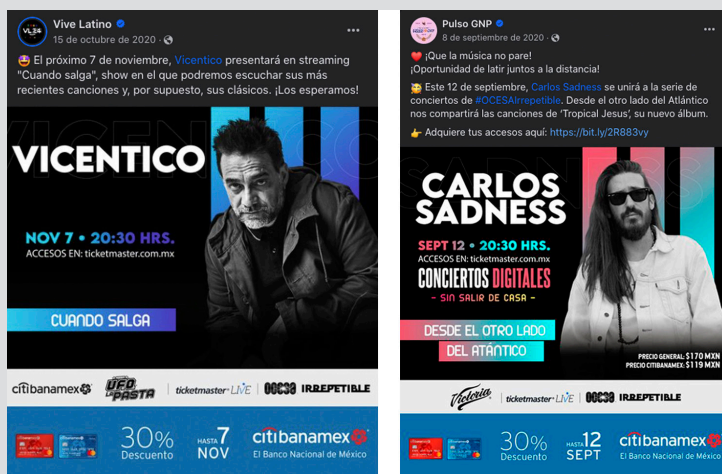 VL24
Vive Latino
15 de octubre de 2020 ·
El próximo 7 de noviembre, Vicentico presentará en streaming
"Cuando salga", show en el que podremos escuchar sus más
recientes canciones y, por supuesto, sus clásicos. ¡Los esperamos!
VICENTICO
VICENTICO
NOV 7 • 20:30 HRS.
ACCESOS EN: ticketmaster.com.mx
CUANDO SALGA
citibanamex
UFO LA PASTA
ticketmaster-LIVE
OCESA IRREPETIBLE
30%
Descuento
HASTA 7
NOV
citibanamex
El Banco Nacional de México
Pulso GNP
8 de septiembre de 2020 ·
¡Que la música no pare!
¡Oportunidad de latir juntos a la distancia!
Este 12 de septiembre, Carlos Sadness se unirá a la serie de
conciertos de #OCESAIrrepetible. Desde el otro lado del Atlántico
nos compartirá las canciones de 'Tropical Jesus', su nuevo álbum.
Adquiere tus accesos aquí: https://bit.ly/2R883vy
SADNESS
CARLOS
SADNESS
SEPT 12 • 20:30 HRS.
ACCESOS EN: ticketmaster.com.mx
CONCIERTOS DIGITALES
- SIN SALIR DE CASA -
DESDE EL OTRO LADO
DEL ATÁNTICO
PRECIO GENERAL: $170 MXN
PRECIO CITIBANAMEX: $119 MXN
Victoria
ticketmaster-LIVE
OCESA IRREPETIBLE
30%
Descuento
HASTA 12
SEPT
citibanamex
El Banco Nacional de México